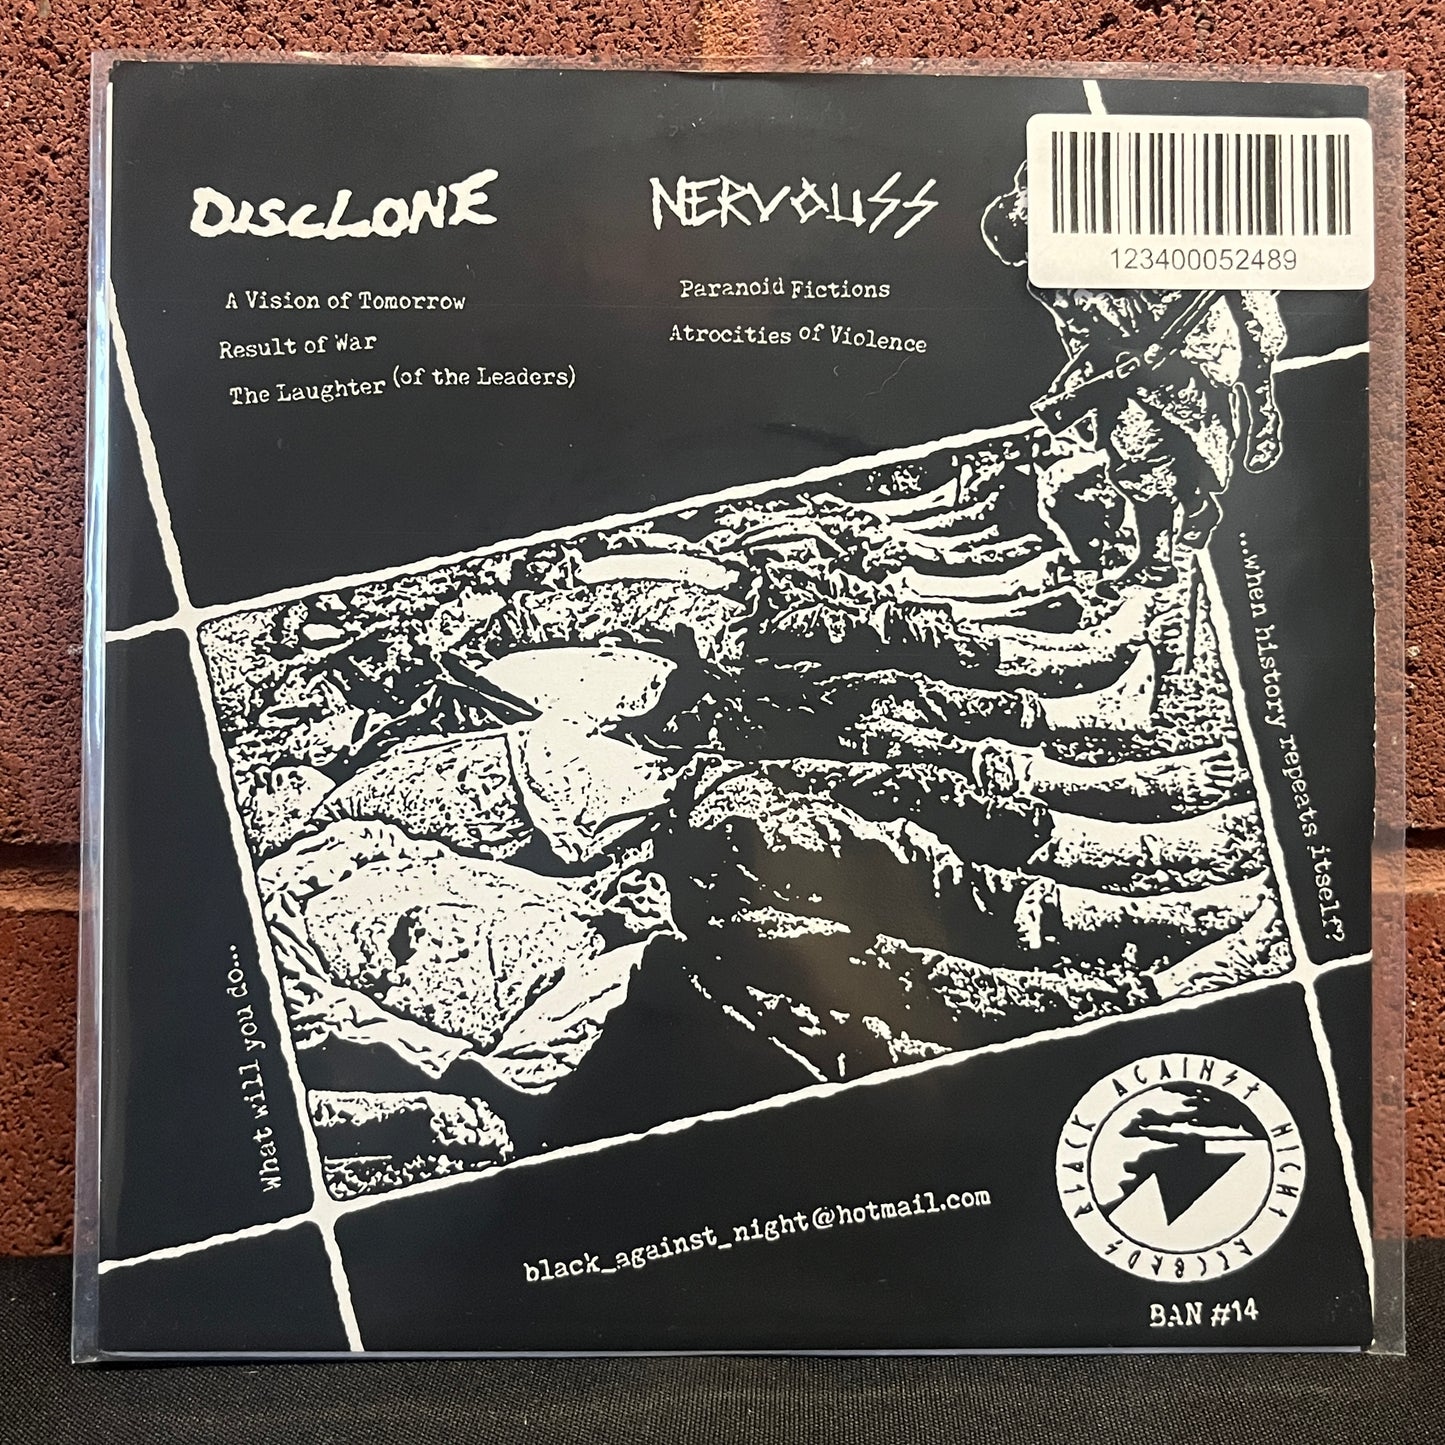 DISCLONE
A Vision of Tomorrow
Result of War
The Laughter (of the Leaders)
NERVOUSS
Paranoid Fictions
Atrocities of Violence
123400052489
What will you do...
...when history repeats itself?
black_against_night@hotmail.com
BLACK AGAINST NIGHT RECORDS
BAN #14